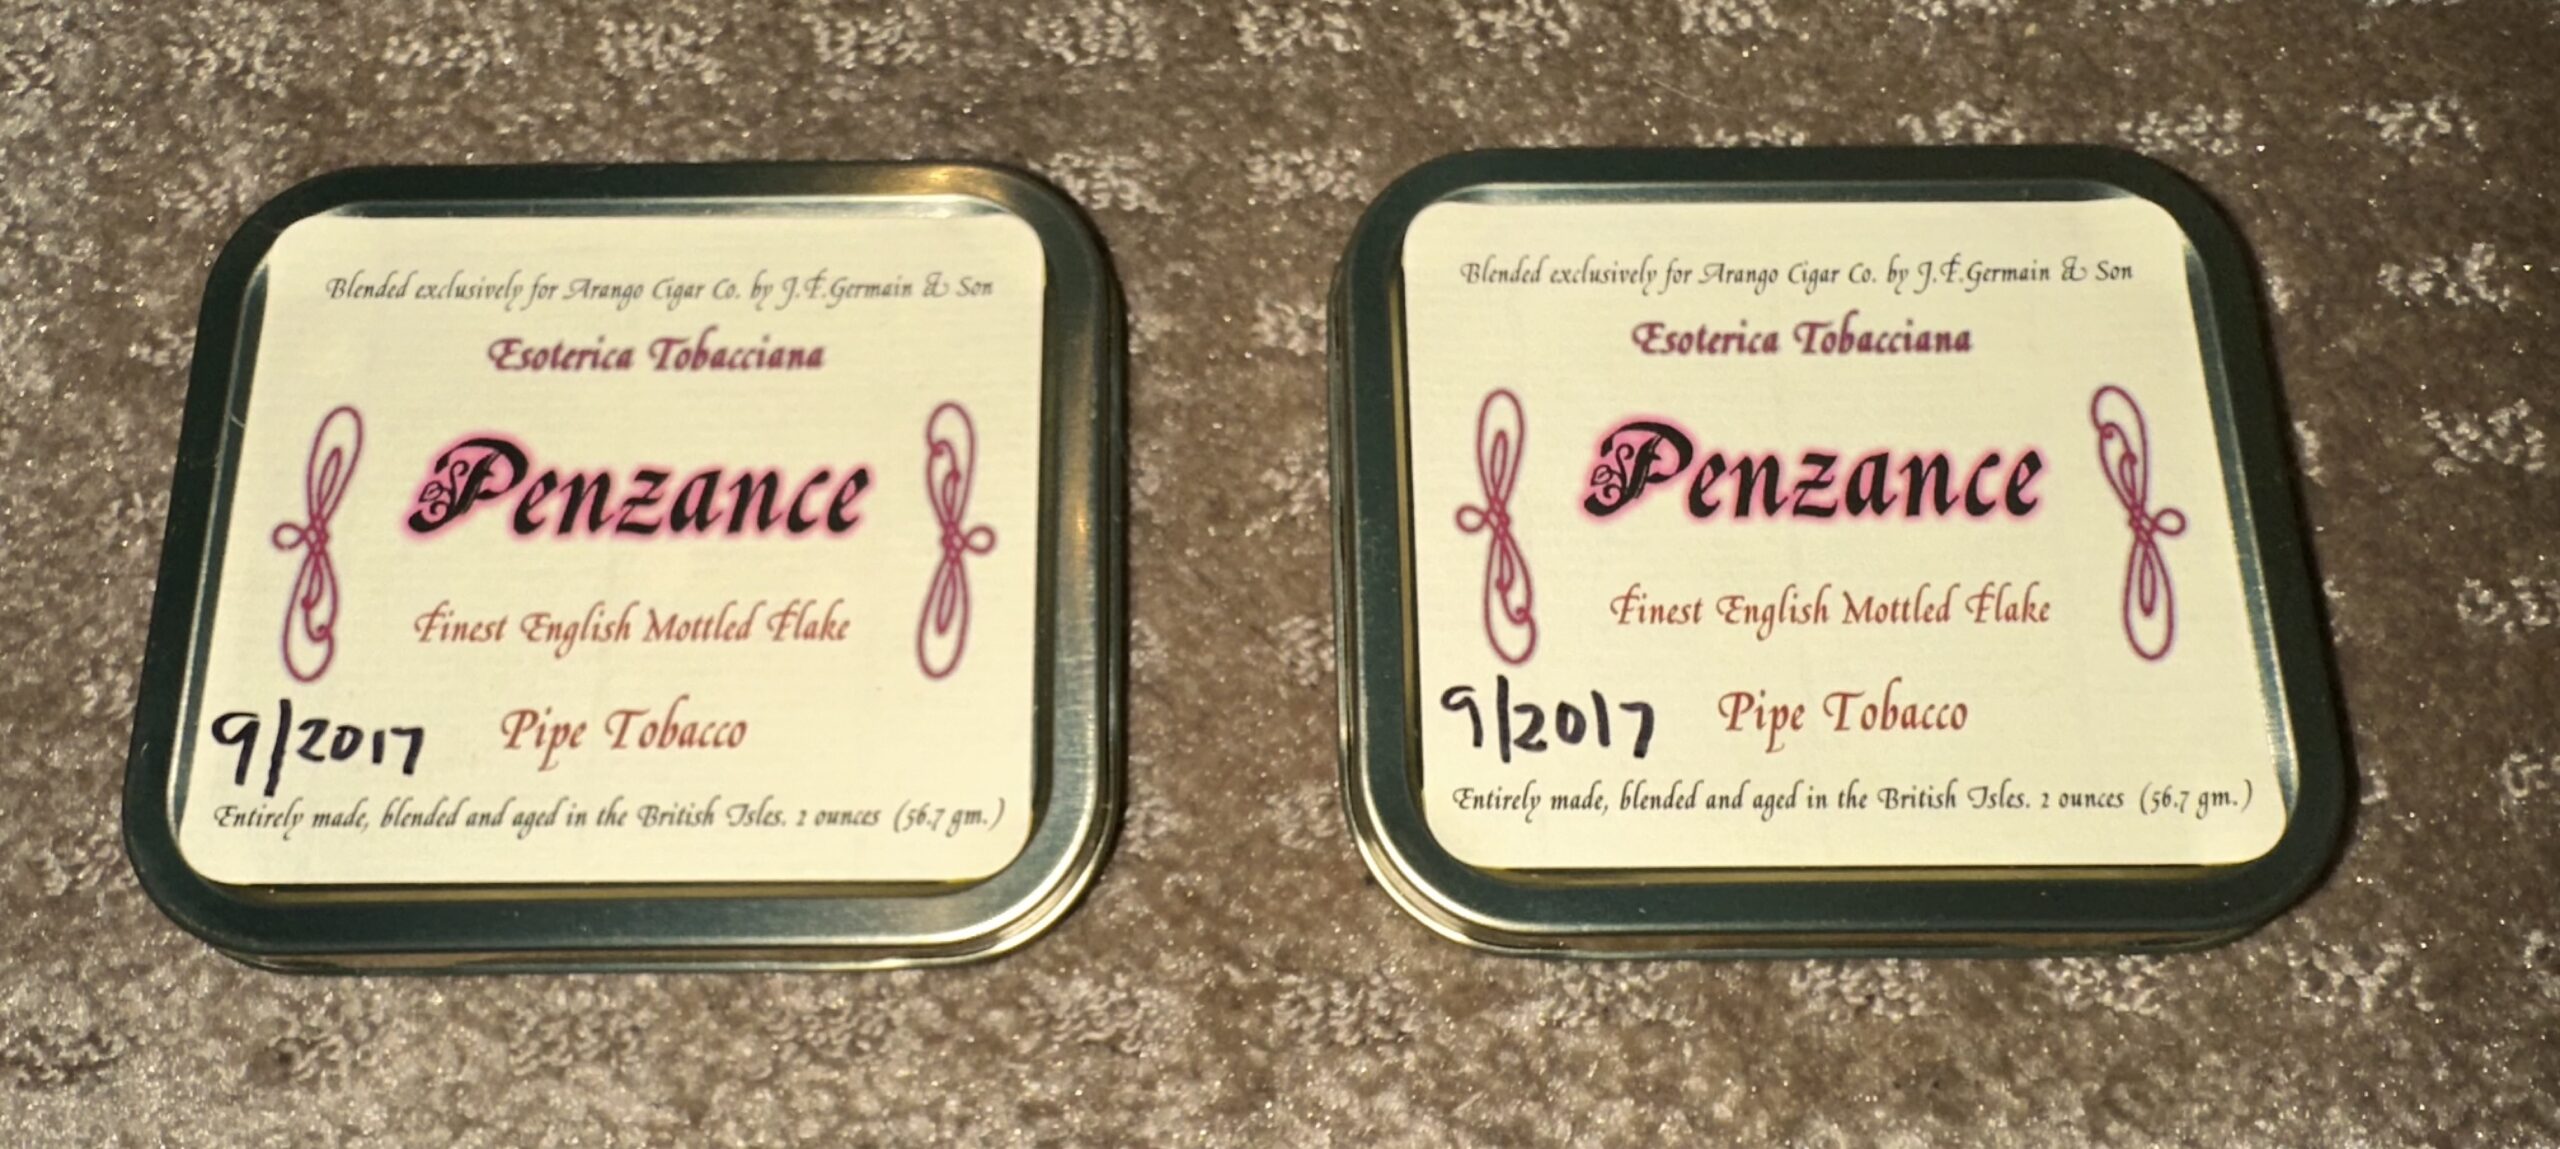 Blended exclusively for Arango Cigar Co. by J.F.Germain & Son
Esoterica Tobacciana
Penzance
Finest English Mottled Flake
9/2017
Pipe Tobacco
Entirely made, blended and aged in the British Isles. 2 ounces (56.7 gm.)
Blended exclusively for Arango Cigar Co. by J.F.Germain & Son
Esoterica Tobacciana
Penzance
Finest English Mottled Flake
9/2017
Pipe Tobacco
Entirely made, blended and aged in the British Isles. 2 ounces (56.7 gm.)